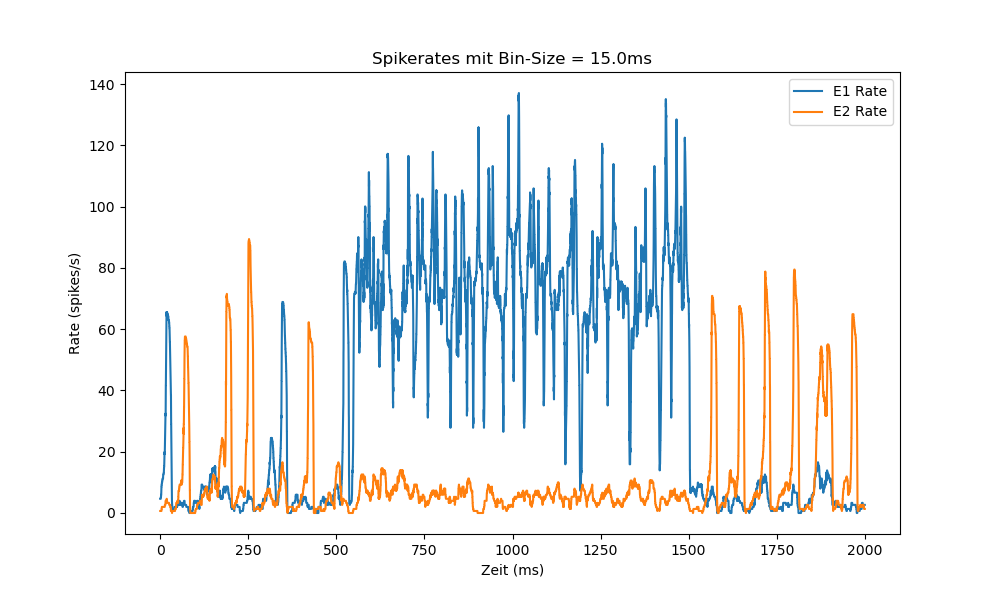 Spikerates mit Bin-Size = 15.0ms
E1 Rate
E2 Rate
Rate (spikes/s)
140
120
100
80
60
40
20
0
0 250 500 750 1000 1250 1500 1750 2000
Zeit (ms)